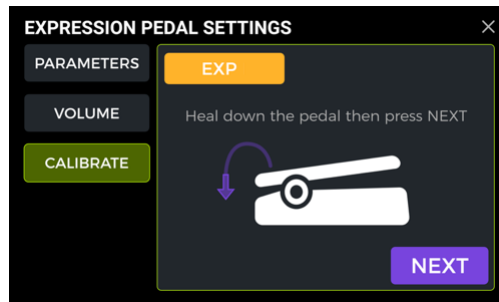 EXPRESSION PEDAL SETTINGS
PARAMETERS
EXP
VOLUME
Heal down the pedal then press NEXT
CALIBRATE
NEXT